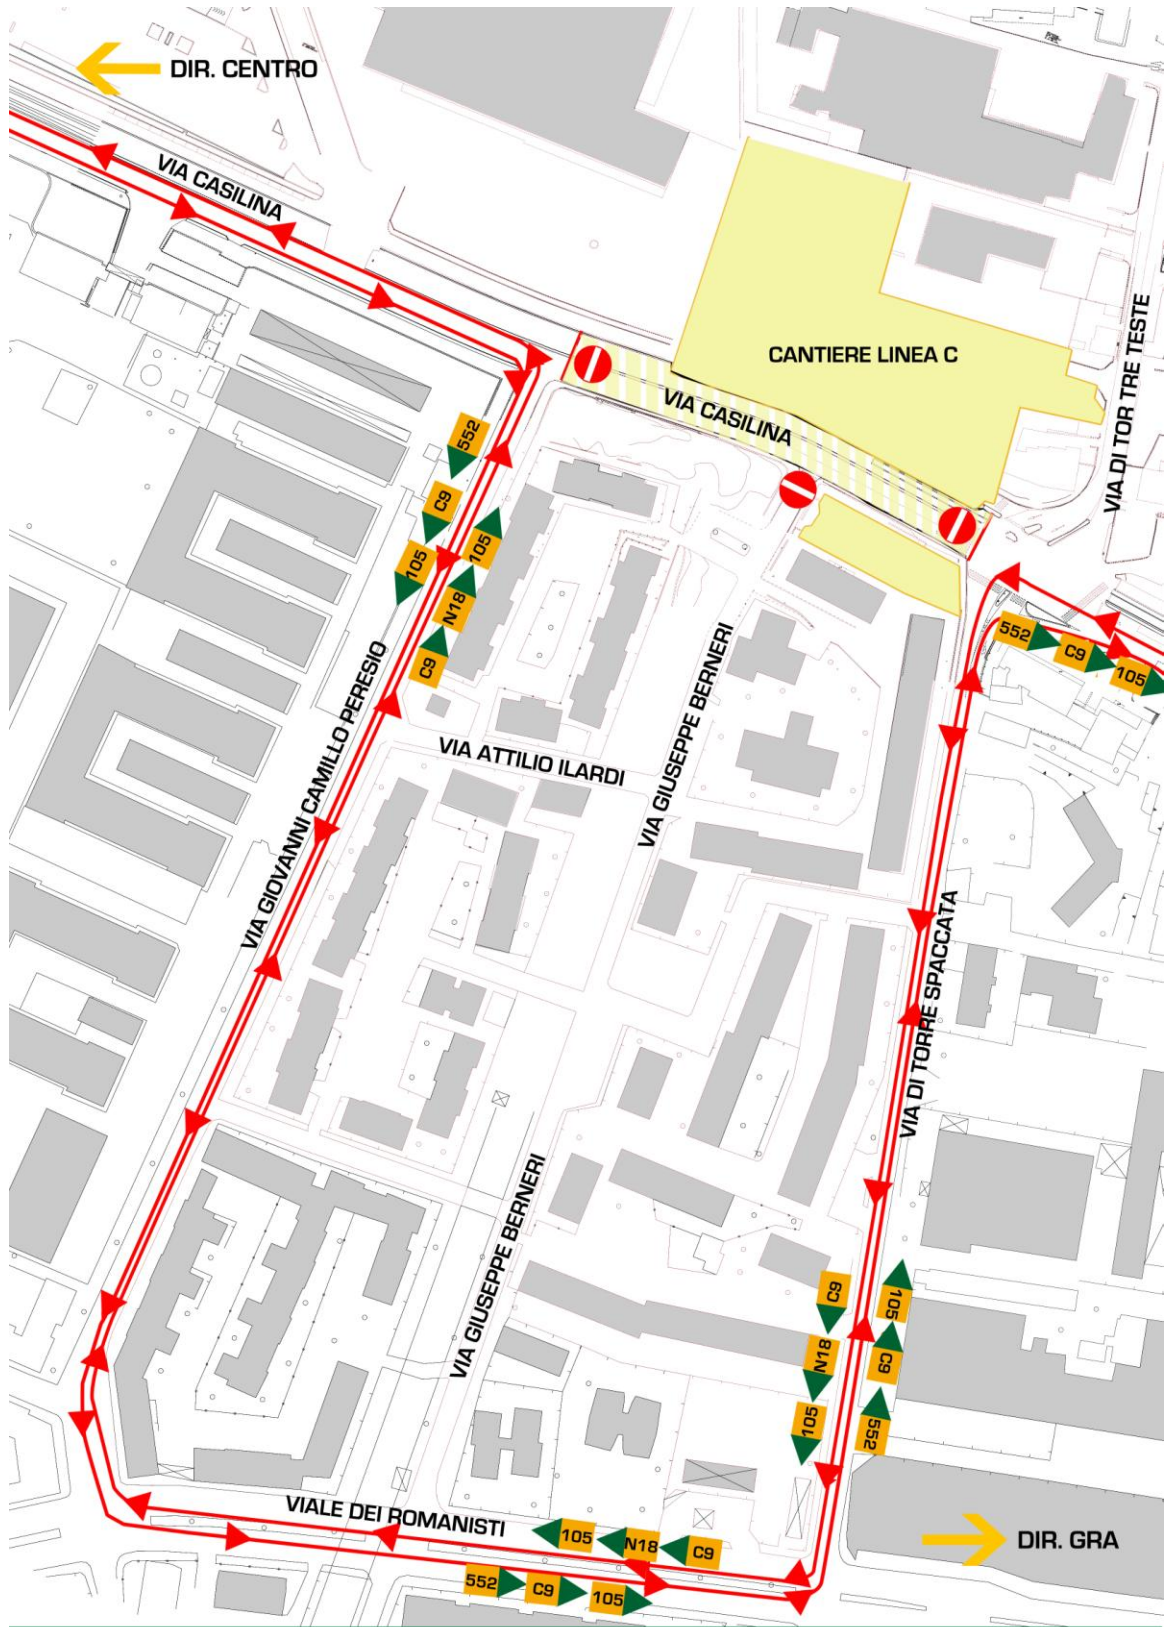 DIR. CENTRO
VIA CASILINA
CANTIERE LINEA C
VIA DI TOR TRE TESTE
VIA CASILINA
552
C9
105
105
N18
C9
552
C9
105
VIA GIOVANNI CAMILLO PERESIO
VIA ATTILIO ILARDI
VIA GIUSEPPE BERNERI
VIA DI TORRE SPACCATA
VIA GIUSEPPE BERNERI
C9
N18
105
105
C9
552
VIALE DEI ROMANISTI
105
N18
C9
552
C9
105
DIR. GRA